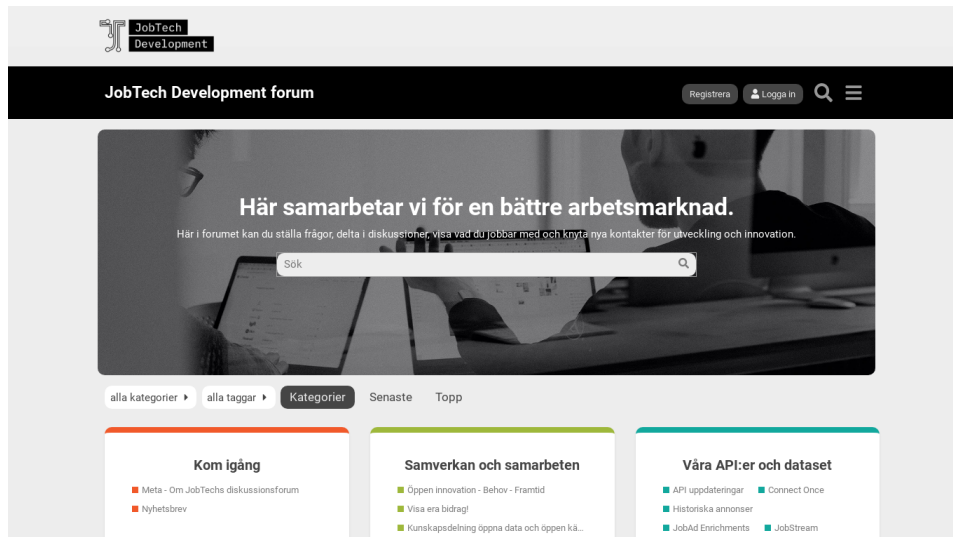 JobTech
Development
JobTech Development forum
Registrera
Logga in
Här samarbetar vi för en bättre arbetsmarknad.
Här i forumet kan du ställa frågor, delta i diskussioner, visa vad du jobbar med och knyta nya kontakter för utveckling och innovation.
Sök
alla kategorier
alla taggar
Kategorier
Senaste
Topp
Kom igång
Meta - Om JobTechs diskussionsforum
Nyhetsbrev
Samverkan och samarbeten
Öppen innovation - Behov - Framtid
Visa era bidrag!
Kunskapsdelning öppna data och öppen kä...
Våra API:er och dataset
API uppdateringar
Connect Once
Historiska annonser
JobAd Enrichments
JobStream